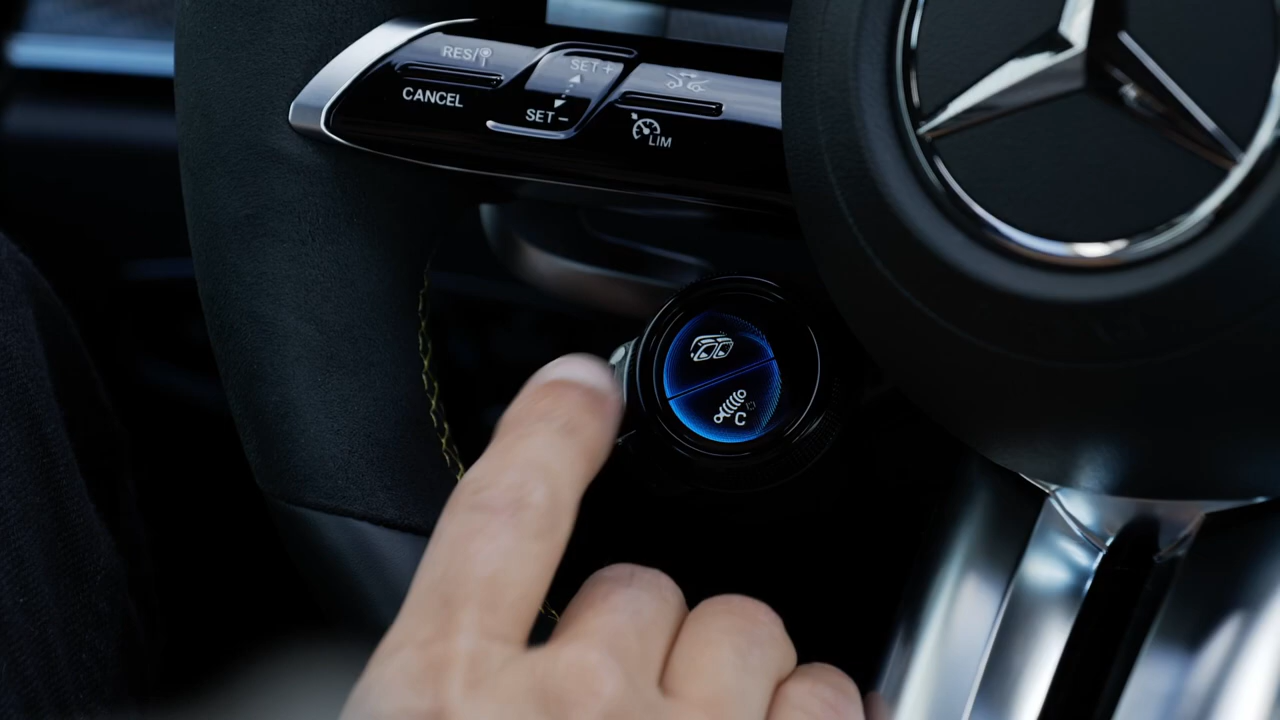 RES/
CANCEL
SET +
SET −
LIM
C